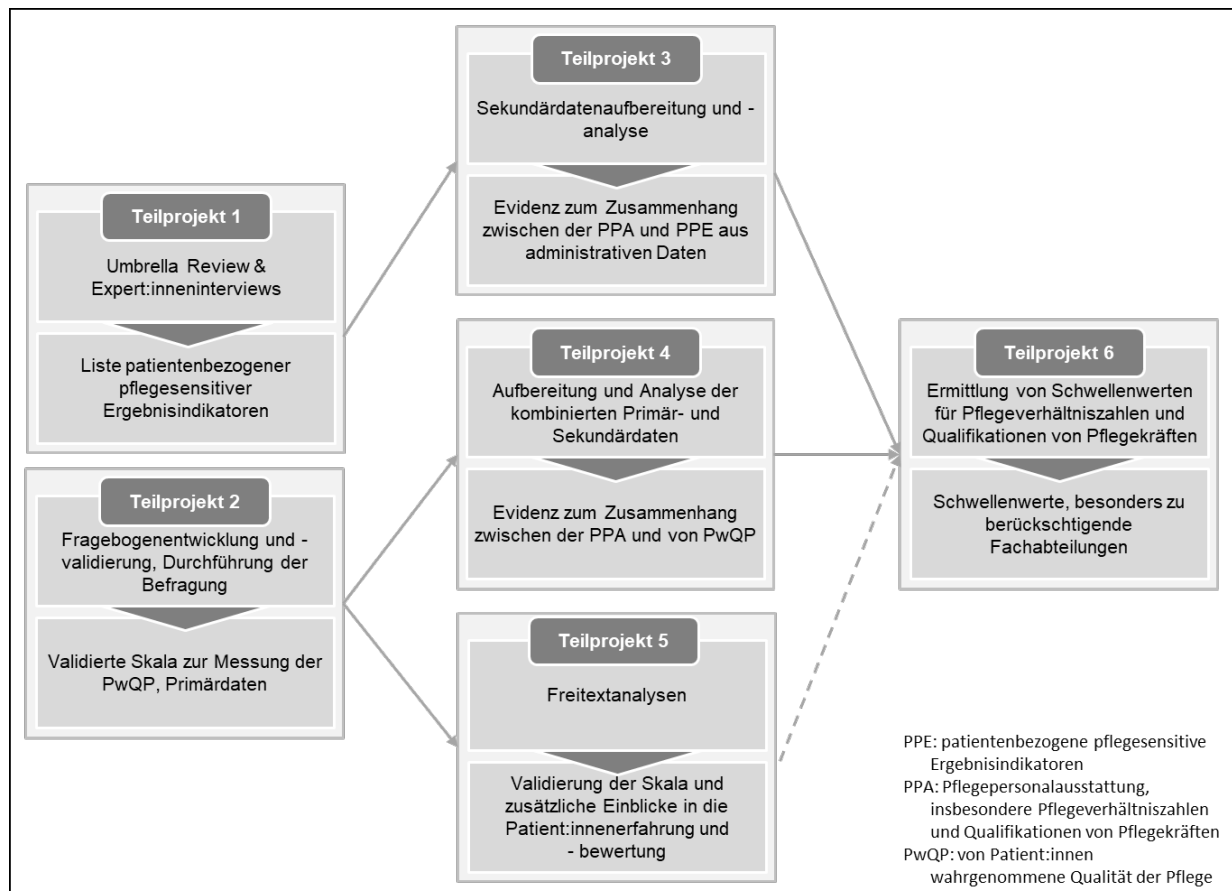 Teilprojekt 1
Umbrella Review &
Expert:inneninterviews
Liste patientenbezogener
pflegesensitiver
Ergebnisindikatoren
Teilprojekt 2
Fragebogenentwicklung und -
validierung, Durchführung der
Befragung
Validierte Skala zur Messung der
PwQP, Primärdaten
Teilprojekt 3
Sekundärdatenaufbereitung und -
analyse
Evidenz zum Zusammenhang
zwischen der PPA und PPE aus
administrativen Daten
Teilprojekt 4
Aufbereitung und Analyse der
kombinierten Primär- und
Sekundärdaten
Evidenz zum Zusammenhang
zwischen der PPA und von PwQP
Teilprojekt 5
Freitextanalysen
Validierung der Skala und
zusätzliche Einblicke in die
Patient:innenerfahrung und
- bewertung
Teilprojekt 6
Ermittlung von Schwellenwerten
für Pflegeverhältniszahlen und
Qualifikationen von Pflegekräften
Schwellenwerte, besonders zu
berückschtigende
Fachabteilungen
PPE: patientenbezogene pflegesensitive
Ergebnisindikatoren
PPA: Pflegepersonalausstattung,
insbesondere Pflegeverhältniszahlen
und Qualifikationen von Pflegekräften
PwQP: von Patient:innen
wahrgenommene Qualität der Pflege